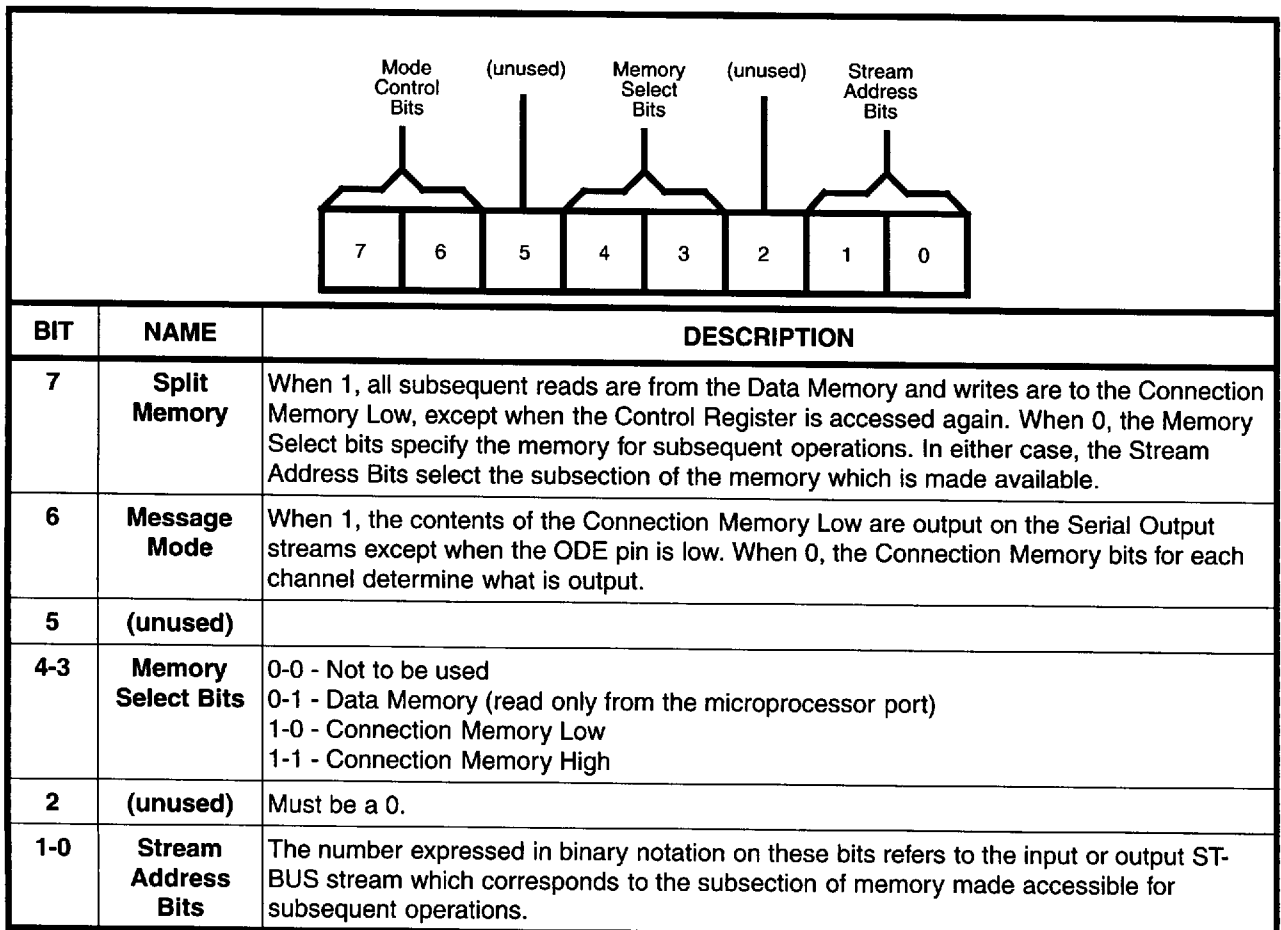 Mode
Control
Bits
(unused)
Memory
Select
Bits
(unused)
Stream
Address
Bits
7 6 5 4 3 2 1 0
BIT NAME DESCRIPTION
7 Split Memory When 1, all subsequent reads are from the Data Memory and writes are to the Connection
Memory Low, except when the Control Register is accessed again. When 0, the Memory
Select bits specify the memory for subsequent operations. In either case, the Stream
Address Bits select the subsection of the memory which is made available.
6 Message Mode When 1, the contents of the Connection Memory Low are output on the Serial Output
streams except when the ODE pin is low. When 0, the Connection Memory bits for each
channel determine what is output.
5 (unused)
4-3 Memory Select Bits 0-0 - Not to be used
0-1 - Data Memory (read only from the microprocessor port)
1-0 - Connection Memory Low
1-1 - Connection Memory High
2 (unused) Must be a 0.
1-0 Stream Address Bits The number expressed in binary notation on these bits refers to the input or output ST-
BUS stream which corresponds to the subsection of memory made accessible for
subsequent operations.